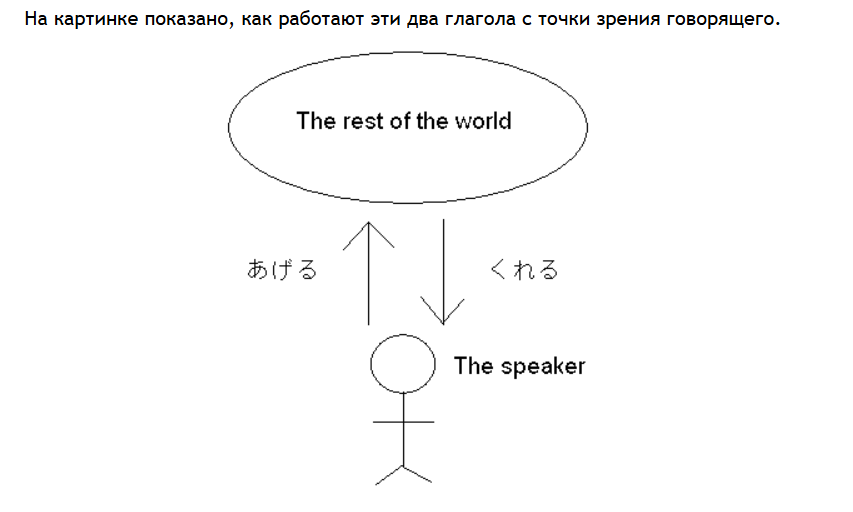 На картинке показано, как работают эти два глагола с точки зрения говорящего.
The rest of the world
あげる
くれる
The speaker